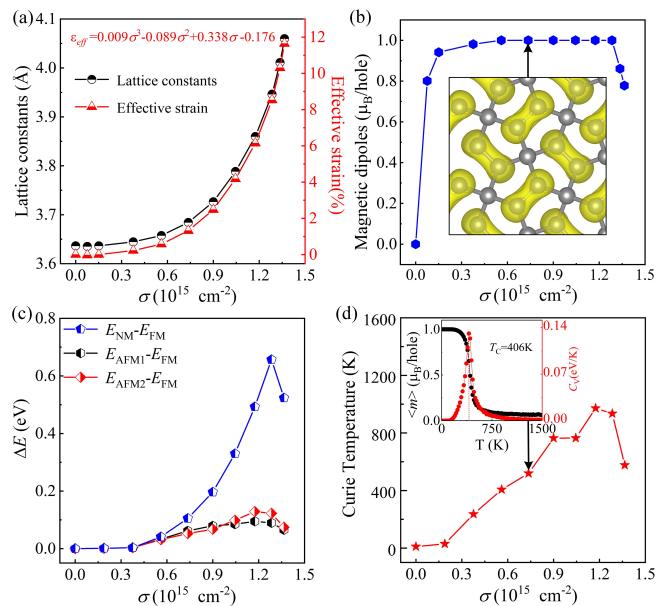 (a)
4.1
4.0
3.9
3.8
3.7
3.6
Lattice constants (Å)
ε_eff=0.009σ³-0.089σ²+0.338σ-0.176
Lattice constants
Effective strain
12
10
8
6
4
2
0
Effective strain(%)
0.0 0.3 0.6 0.9 1.2 1.5
σ (10¹⁵ cm⁻²)
(b)
1.0
0.8
0.6
0.4
0.2
0.0
Magnetic dipoles (μ_B/hole)
0.0 0.3 0.6 0.9 1.2 1.5
σ (10¹⁵ cm⁻²)
(c)
0.8
0.6
0.4
0.2
0.0
ΔE (eV)
E_NM-E_FM
E_AFM1-E_FM
E_AFM2-E_FM
0.0 0.3 0.6 0.9 1.2 1.5
σ (10¹⁵ cm⁻²)
(d)
1600
1200
800
400
0
Curie Temperature (K)
1.0
0.5
0.0
<m> (μ_B/hole)
T_C=406K
0.14
0.07
0.00
C_V(eV/K)
0 750 1500
T (K)
0.0 0.3 0.6 0.9 1.2 1.5
σ (10¹⁵ cm⁻²)